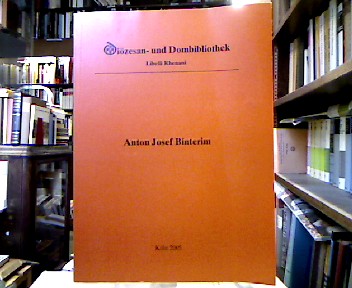 Diözesan- und Dombibliothek
Libelli Rhenani
Anton Josef Binterim
Köln 2005